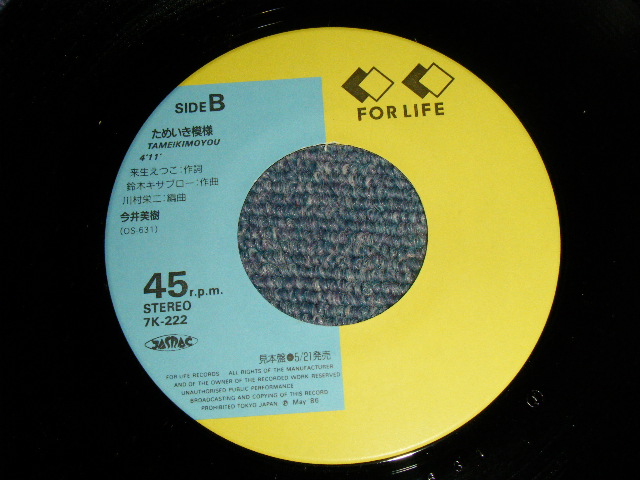 SIDE B
FOR LIFE
ためいき模様
TAMEIKIMOYOU
4'11"
来生えつこ:作詞
鈴木キサブロー:作曲
川村栄二:編曲
今井美樹
(OS-631)
45 r.p.m.
STEREO
7K-222
JASRAC
見本盤●5/21発売
FOR LIFE RECORDS ALL RIGHTS OF THE MANUFACTURER
AND OF THE OWNER OF THE RECORDED WORK RESERVED
UNAUTHORISED PUBLIC PERFORMANCE
BROADCASTING AND COPYING OF THIS RECORD
PROHIBITED TOKYO JAPAN ℗ May '86